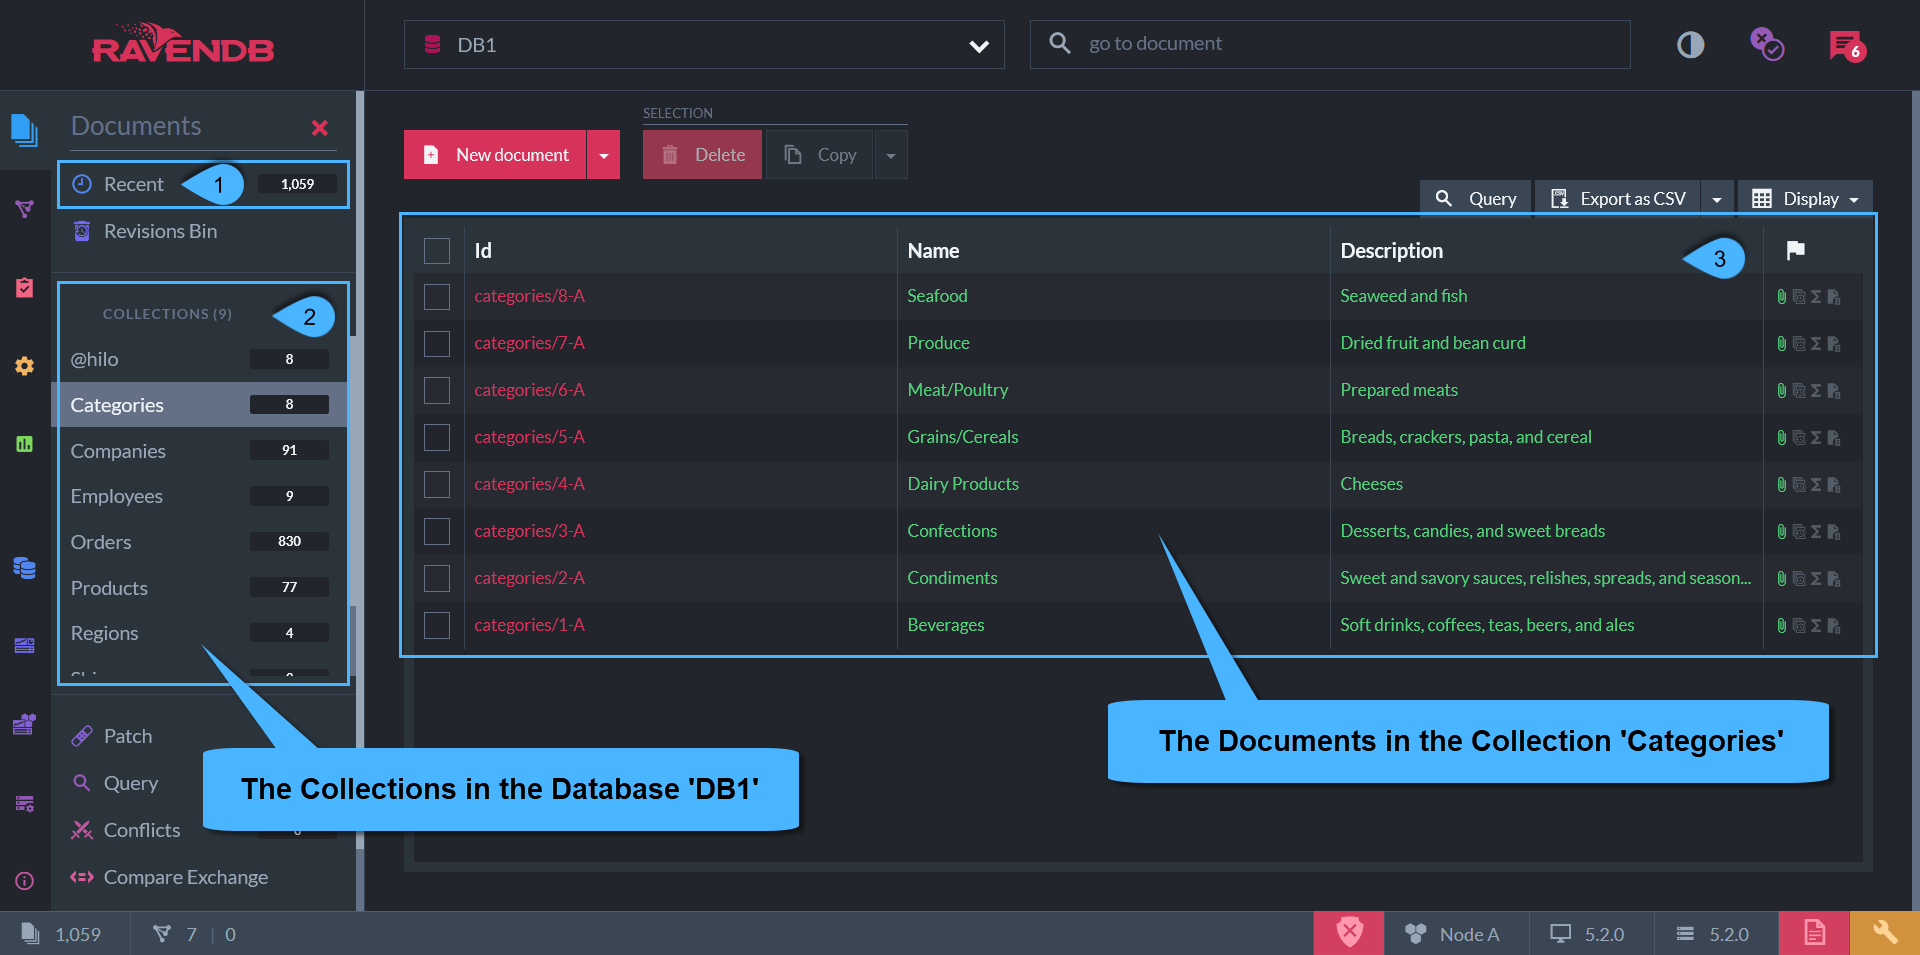 RAVENDB
DB1
go to document
6
Documents
Recent
1
1,059
Revisions Bin
COLLECTIONS (9)
2
@hilo 8
Categories 8
Companies 91
Employees 9
Orders 830
Products 77
Regions 4
Patch
Query
Conflicts
Compare Exchange
SELECTION
New document
Delete
Copy
Query
Export as CSV
Display
Id Name Description
3
categories/8-A Seafood Seaweed and fish
categories/7-A Produce Dried fruit and bean curd
categories/6-A Meat/Poultry Prepared meats
categories/5-A Grains/Cereals Breads, crackers, pasta, and cereal
categories/4-A Dairy Products Cheeses
categories/3-A Confections Desserts, candies, and sweet breads
categories/2-A Condiments Sweet and savory sauces, relishes, spreads, and season...
categories/1-A Beverages Soft drinks, coffees, teas, beers, and ales
The Collections in the Database 'DB1'
The Documents in the Collection 'Categories'
1,059
7 | 0
Node A
5.2.0
5.2.0